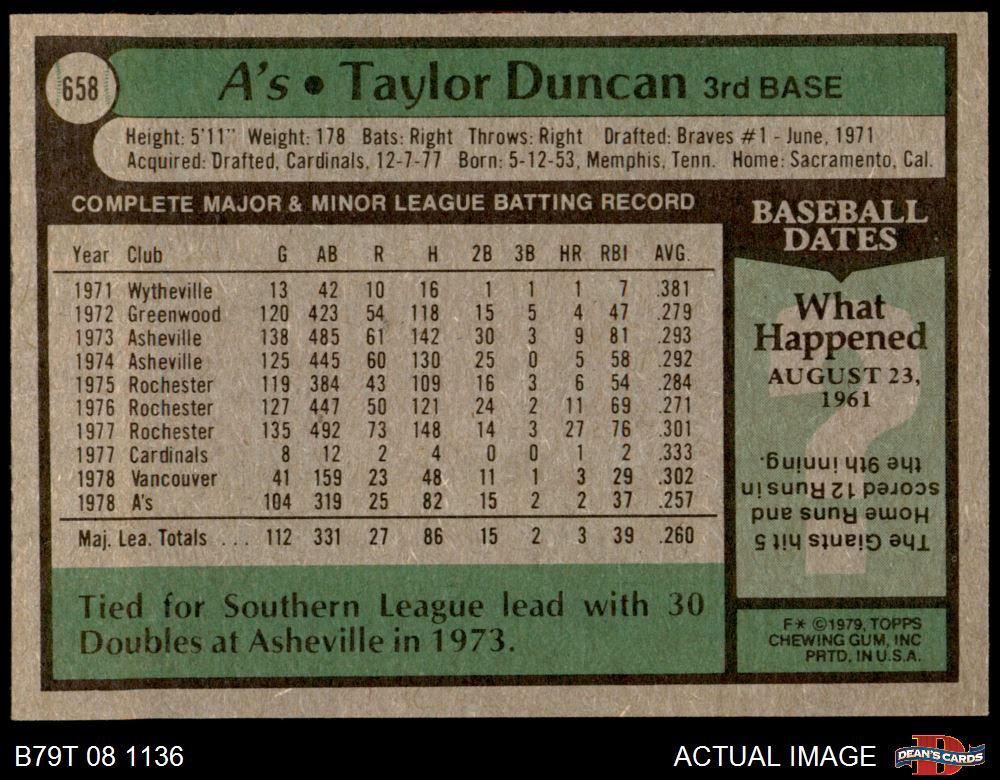 658
A's • Taylor Duncan 3rd BASE
Height: 5'11" Weight: 178 Bats: Right Throws: Right Drafted: Braves #1 - June, 1971
Acquired: Drafted, Cardinals, 12-7-77 Born: 5-12-53, Memphis, Tenn. Home: Sacramento, Cal.
COMPLETE MAJOR & MINOR LEAGUE BATTING RECORD
Year Club G AB R H 2B 3B HR RBI AVG.
1971 Wytheville 13 42 10 16 1 1 1 7 .381
1972 Greenwood 120 423 54 118 15 5 4 47 .279
1973 Asheville 138 485 61 142 30 3 9 81 .293
1974 Asheville 125 445 60 130 25 0 5 58 .292
1975 Rochester 119 384 43 109 16 3 6 54 .284
1976 Rochester 127 447 50 121 24 2 11 69 .271
1977 Rochester 135 492 73 148 14 3 27 76 .301
1977 Cardinals 8 12 2 4 0 0 1 2 .333
1978 Vancouver 41 159 23 48 11 1 3 29 .302
1978 A's 104 319 25 82 15 2 2 37 .257
Maj. Lea. Totals ... 112 331 27 86 15 2 3 39 .260
Tied for Southern League lead with 30
Doubles at Asheville in 1973.
BASEBALL
DATES
What
Happened
AUGUST 23,
1961
?
The Giants hit 5
Home Runs and
scored 12 Runs in
the 9th inning.
F* ©1979, TOPPS
CHEWING GUM, INC
PRTD. IN U.S.A.
B79T 08 1136
ACTUAL IMAGE
D
DEAN'S CARDS